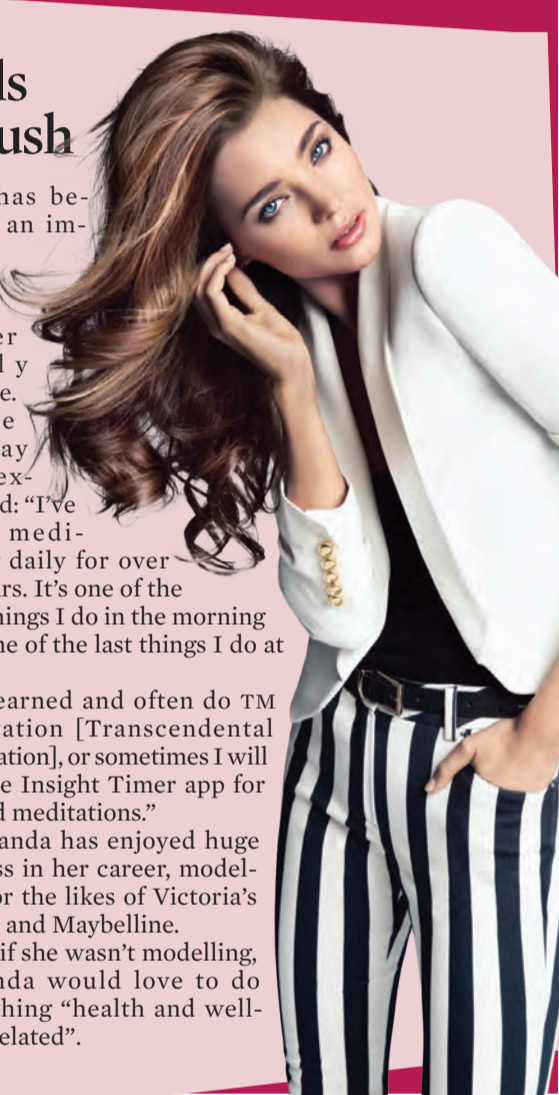 ls
ush
has be-
an im-
er
l y
e.
e
ay
ex-
d: “I’ve
medi-
daily for over
rs. It’s one of the
hings I do in the morning
ne of the last things I do at
earned and often do TM
tation [Transcendental
ation], or sometimes I will
e Insight Timer app for
d meditations.”
anda has enjoyed huge
ss in her career, model-
or the likes of Victoria’s
and Maybelline.
if she wasn’t modelling,
nda would love to do
thing “health and well-
elated”.